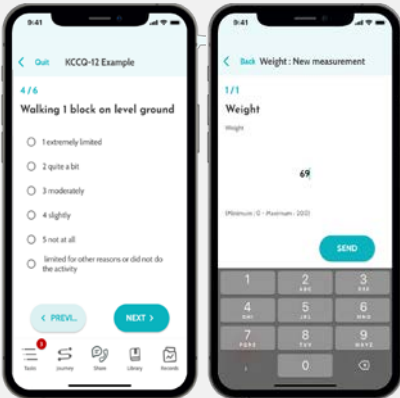 9:41
Quit KCCQ-12 Example
4/6
Walking 1 block on level ground
1 extremely limited
2 quite a bit
3 moderately
4 slightly
5 not at all
limited for other reasons or did not do
the activity
< PREVI...
NEXT >
3
Tasks Journey Share Library Records
9:41
Back Weight : New measurement
1/1
Weight
Weight
69
(Minimum : 0 - Maximum : 200)
SEND
1 2 3
ABC DEF
4 5 6
GHI JKL MNO
7 8 9
PQRS TUV WXYZ
, 0